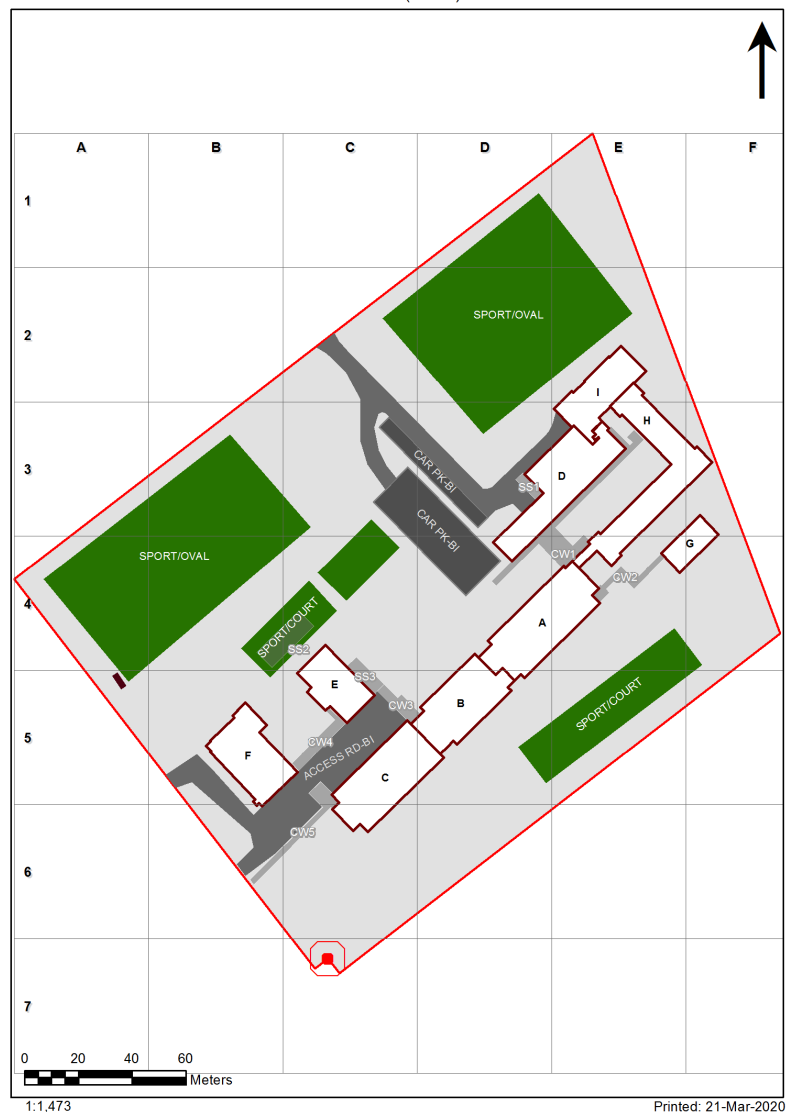 A B C D E F
1
SPORT/OVAL
2
I
H
3
CAR PK-BI
D
SS1
CAR PK-BI
G
SPORT/OVAL
CW1
CW2
4
SPORT/COURT
A
SS2
E
SS3
SPORT/COURT
B
CW3
5
CW4
ACCESS RD-BI
F
C
CW5
6
7
0 20 40 60
Meters
1:1,473
Printed: 21-Mar-2020